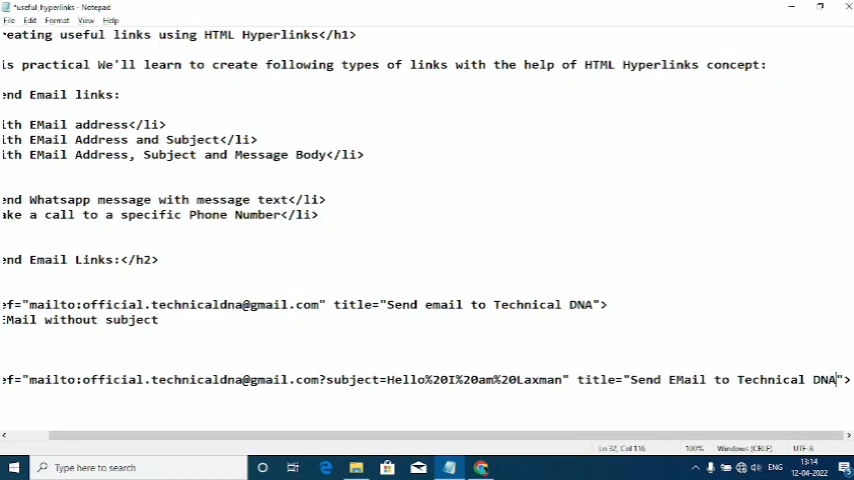 *useful_hyperlinks - Notepad
File Edit Format View Help
reating useful links using HTML Hyperlinks</h1>
is practical We'll learn to create following types of links with the help of HTML Hyperlinks concept:
end Email links:
ith EMail address</li>
ith EMail Address and Subject</li>
ith EMail Address, Subject and Message Body</li>
end Whatsapp message with message text</li>
ake a call to a specific Phone Number</li>
end Email Links:</h2>
ef="mailto:official.technicaldna@gmail.com" title="Send email to Technical DNA">
EMail without subject
ef="mailto:official.technicaldna@gmail.com?subject=Hello%20I%20am%20Laxman" title="Send EMail to Technical DNA">
Ln 32, Col 116 100% Windows (CRLF) UTF-8
Type here to search
ENG
13:14
12-04-2022